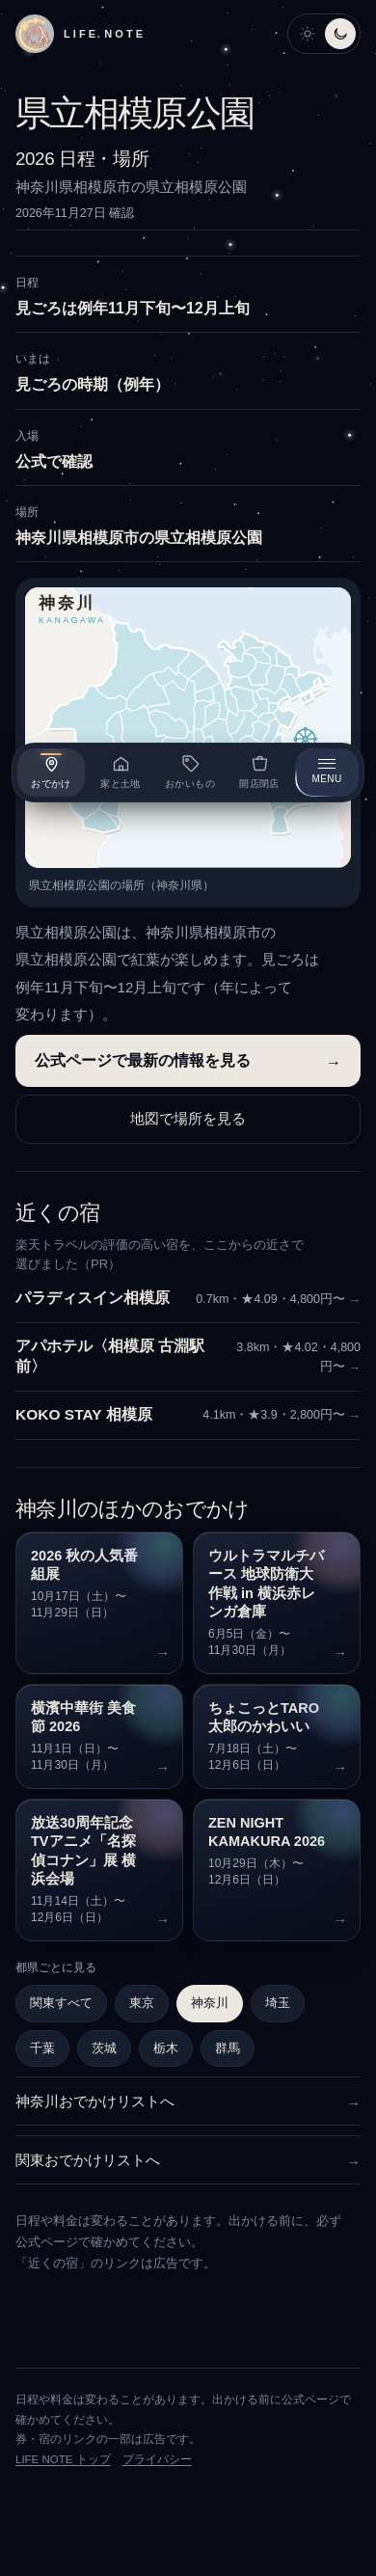 LIFE.NOTE
県立相模原公園
2026 日程・場所
神奈川県相模原市の県立相模原公園
2026年11月27日 確認
日程
見ごろは例年11月下旬〜12月上旬
いまは
見ごろの時期（例年）
入場
公式で確認
場所
神奈川県相模原市の県立相模原公園
神奈川
KANAGAWA
おでかけ
家と土地
おかいもの
開店閉店
MENU
県立相模原公園の場所（神奈川県）
県立相模原公園は、神奈川県相模原市の
県立相模原公園で紅葉が楽しめます。見ごろは
例年11月下旬〜12月上旬です（年によって
変わります）。
公式ページで最新の情報を見る →
地図で場所を見る
近くの宿
楽天トラベルの評価の高い宿を、ここからの近さで
選びました（PR）
パラディスイン相模原 0.7km・★4.09・4,800円〜 →
アパホテル〈相模原 古淵駅
前〉
3.8km・★4.02・4,800
円〜 →
KOKO STAY 相模原 4.1km・★3.9・2,800円〜 →
神奈川のほかのおでかけ
2026 秋の人気番
組展
10月17日（土）〜
11月29日（日）
→
ウルトラマルチバ
ース 地球防衛大
作戦 in 横浜赤レ
ンガ倉庫
6月5日（金）〜
11月30日（月）
→
横濱中華街 美食
節 2026
11月1日（日）〜
11月30日（月）
→
ちょこっとTARO
太郎のかわいい
7月18日（土）〜
12月6日（日）
→
放送30周年記念
TVアニメ「名探
偵コナン」展 横
浜会場
11月14日（土）〜
12月6日（日）
→
ZEN NIGHT
KAMAKURA 2026
10月29日（木）〜
12月6日（日）
→
都県ごとに見る
関東すべて
東京
神奈川
埼玉
千葉
茨城
栃木
群馬
神奈川おでかけリストへ →
関東おでかけリストへ →
日程や料金は変わることがあります。出かける前に、必ず
公式ページで確かめてください。
「近くの宿」のリンクは広告です。
日程や料金は変わることがあります。出かける前に公式ページで
確かめてください。
券・宿のリンクの一部は広告です。
LIFE NOTE トップ プライバシー